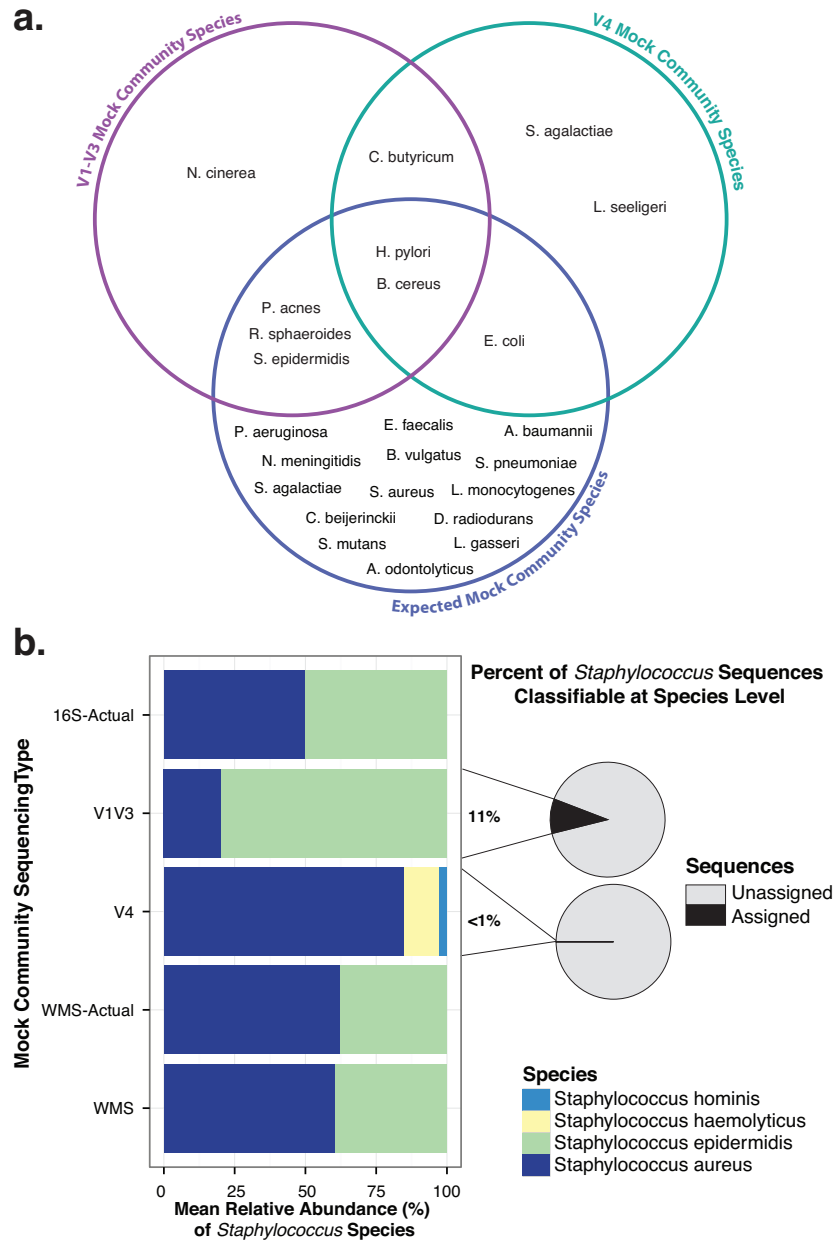 a.
V1-V3 Mock Community Species
V4 Mock Community Species
S. agalactiae
C. butyricum
N. cinerea
L. seeligeri
H. pylori
B. cereus
P. acnes
R. sphaeroides
S. epidermidis
E. coli
P. aeruginosa
E. faecalis
A. baumannii
N. meningitidis
B. vulgatus
S. pneumoniae
S. agalactiae
S. aureus
L. monocytogenes
C. beijerinckii
D. radiodurans
S. mutans
L. gasseri
A. odontolyticus
Expected Mock Community Species
b.
Mock Community SequencingType
16S-Actual
V1V3
V4
WMS-Actual
WMS
0 25 50 75 100
Mean Relative Abundance (%)
of Staphylococcus Species
Percent of Staphylococcus Sequences
Classifiable at Species Level
11%
<1%
Sequences
Unassigned
Assigned
Species
Staphylococcus hominis
Staphylococcus haemolyticus
Staphylococcus epidermidis
Staphylococcus aureus